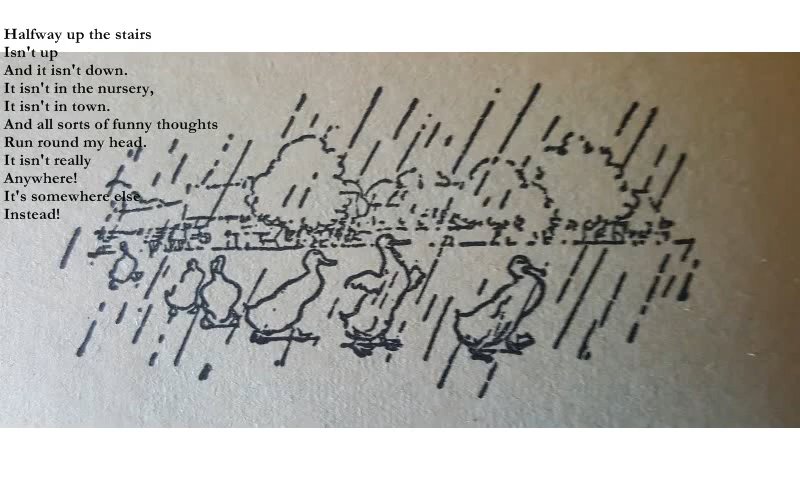 Halfway up the stairs
Isn't up
And it isn't down.
It isn't in the nursery,
It isn't in town.
And all sorts of funny thoughts
Run round my head.
It isn't really
Anywhere!
It's somewhere else
Instead!